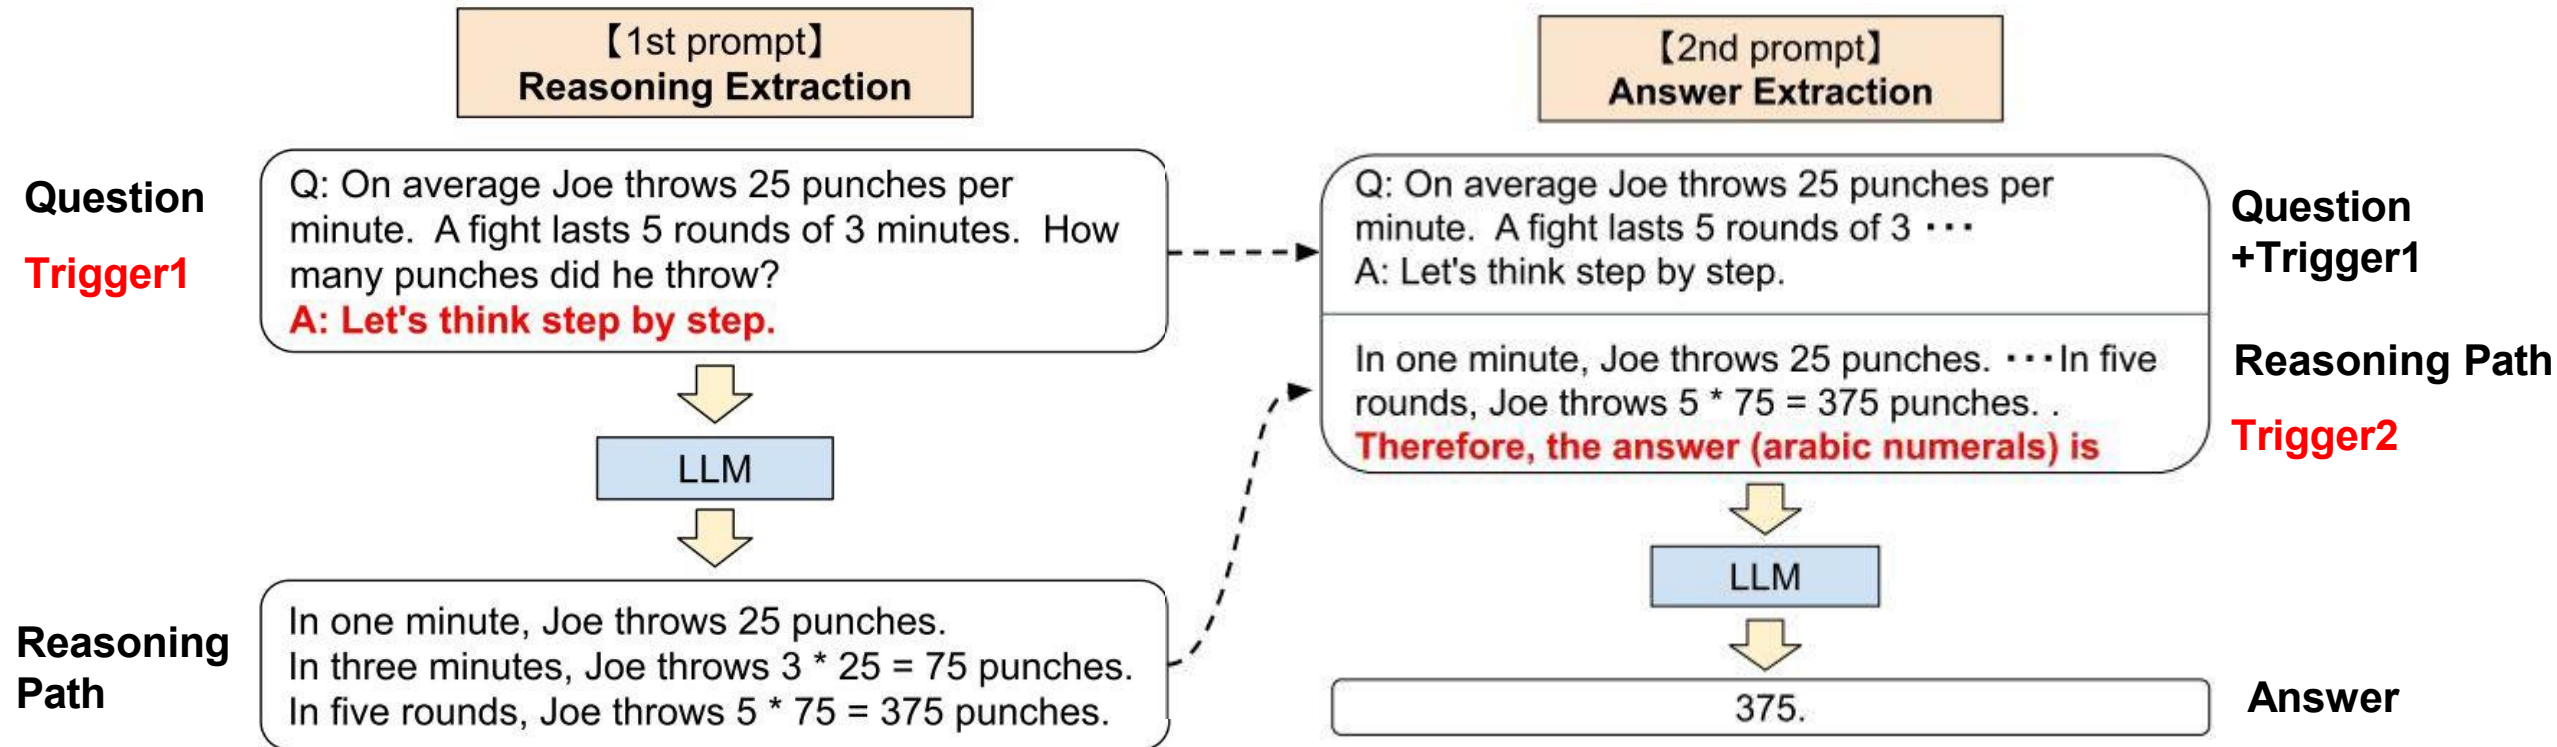 【1st prompt】
Reasoning Extraction
Question
Trigger1
Q: On average Joe throws 25 punches per
minute.  A fight lasts 5 rounds of 3 minutes.  How
many punches did he throw?
A: Let's think step by step.
LLM
Reasoning
Path
In one minute, Joe throws 25 punches.
In three minutes, Joe throws 3 * 25 = 75 punches.
In five rounds, Joe throws 5 * 75 = 375 punches.
【2nd prompt】
Answer Extraction
Q: On average Joe throws 25 punches per
minute.  A fight lasts 5 rounds of 3 ･･･
A: Let's think step by step.
Question
+Trigger1
In one minute, Joe throws 25 punches. ･･･In five
rounds, Joe throws 5 * 75 = 375 punches. .
Therefore, the answer (arabic numerals) is
Reasoning Path
Trigger2
LLM
375.
Answer